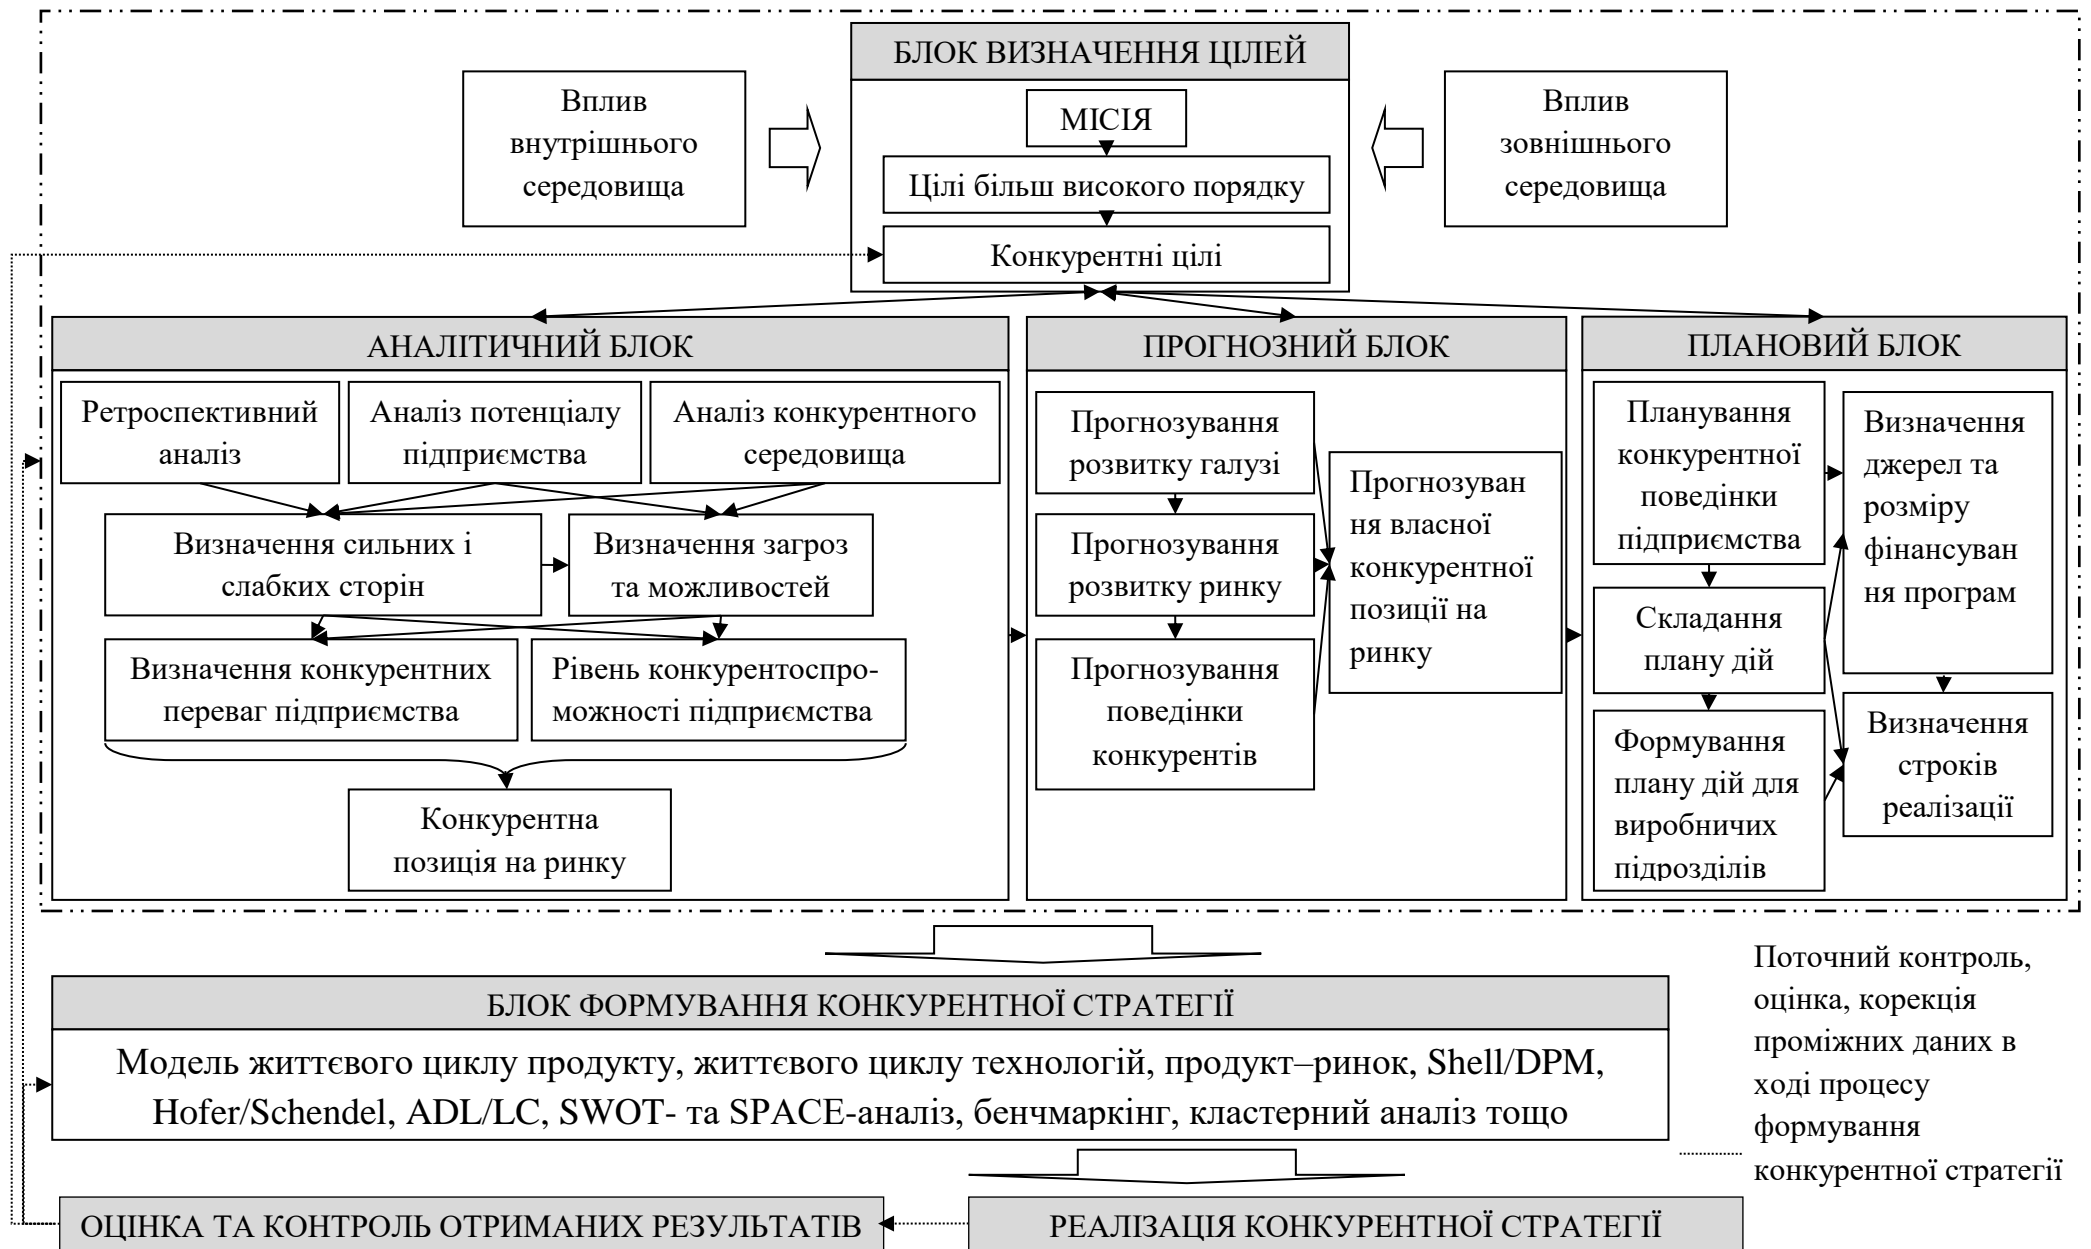 БЛОК ВИЗНАЧЕННЯ ЦІЛЕЙ
Вплив
внутрішнього
середовища
МІСІЯ
Цілі більш високого порядку
Конкурентні цілі
Вплив
зовнішнього
середовища
АНАЛІТИЧНИЙ БЛОК
Ретроспективний
аналіз
Аналіз потенціалу
підприємства
Аналіз конкурентного
середовища
Визначення сильних і
слабких сторін
Визначення загроз
та можливостей
Визначення конкурентних
переваг підприємства
Рівень конкурентоспро-
можності підприємства
Конкурентна
позиція на ринку
ПРОГНОЗНИЙ БЛОК
Прогнозування
розвитку галузі
Прогнозування
розвитку ринку
Прогнозування
поведінки
конкурентів
Прогнозуван
ня власної
конкурентної
позиції на
ринку
ПЛАНОВИЙ БЛОК
Планування
конкурентної
поведінки
підприємства
Складання
плану дій
Формування
плану дій для
виробничих
підрозділів
Визначення
джерел та
розміру
фінансуван
ня програм
Визначення
строків
реалізації
БЛОК ФОРМУВАННЯ КОНКУРЕНТНОЇ СТРАТЕГІЇ
Модель життєвого циклу продукту, життєвого циклу технологій, продукт–ринок, Shell/DPM,
Hofer/Schendel, ADL/LC, SWOT- та SPACE-аналіз, бенчмаркінг, кластерний аналіз тощо
Поточний контроль,
оцінка, корекція
проміжних даних в
ході процесу
формування
конкурентної стратегії
ОЦІНКА ТА КОНТРОЛЬ ОТРИМАНИХ РЕЗУЛЬТАТІВ
РЕАЛІЗАЦІЯ КОНКУРЕНТНОЇ СТРАТЕГІЇ